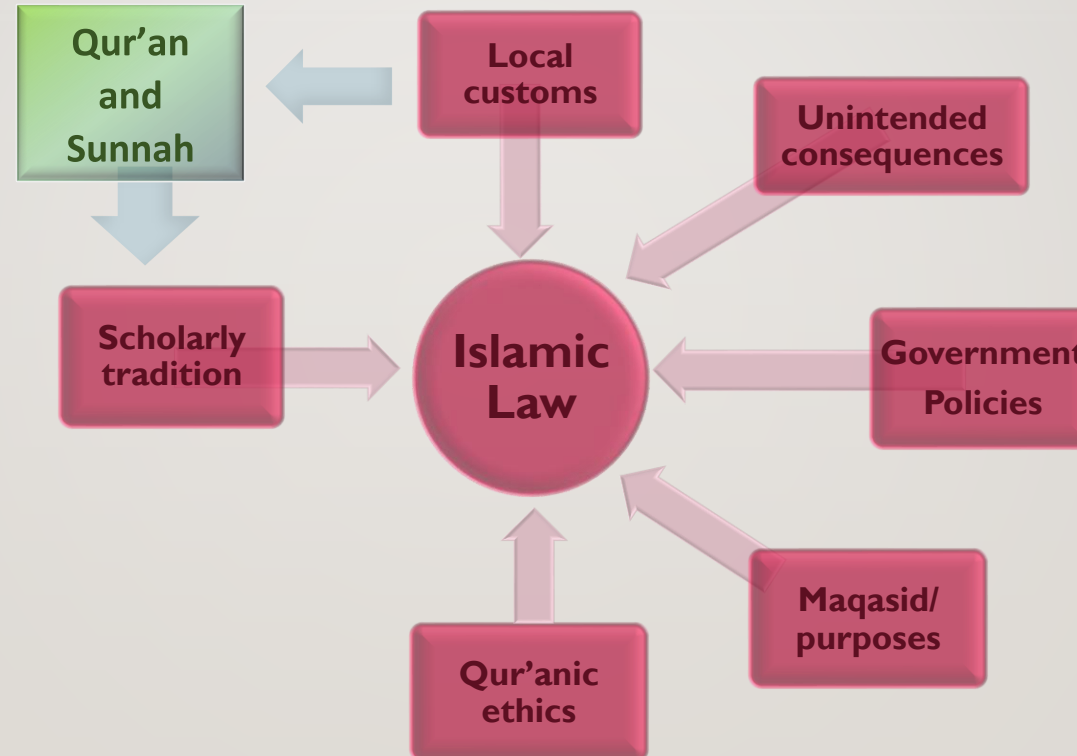 Qur’an
and
Sunnah
Local
customs
Unintended
consequences
Scholarly
tradition
Islamic
Law
Government
Policies
Maqasid/
purposes
Qur’anic
ethics